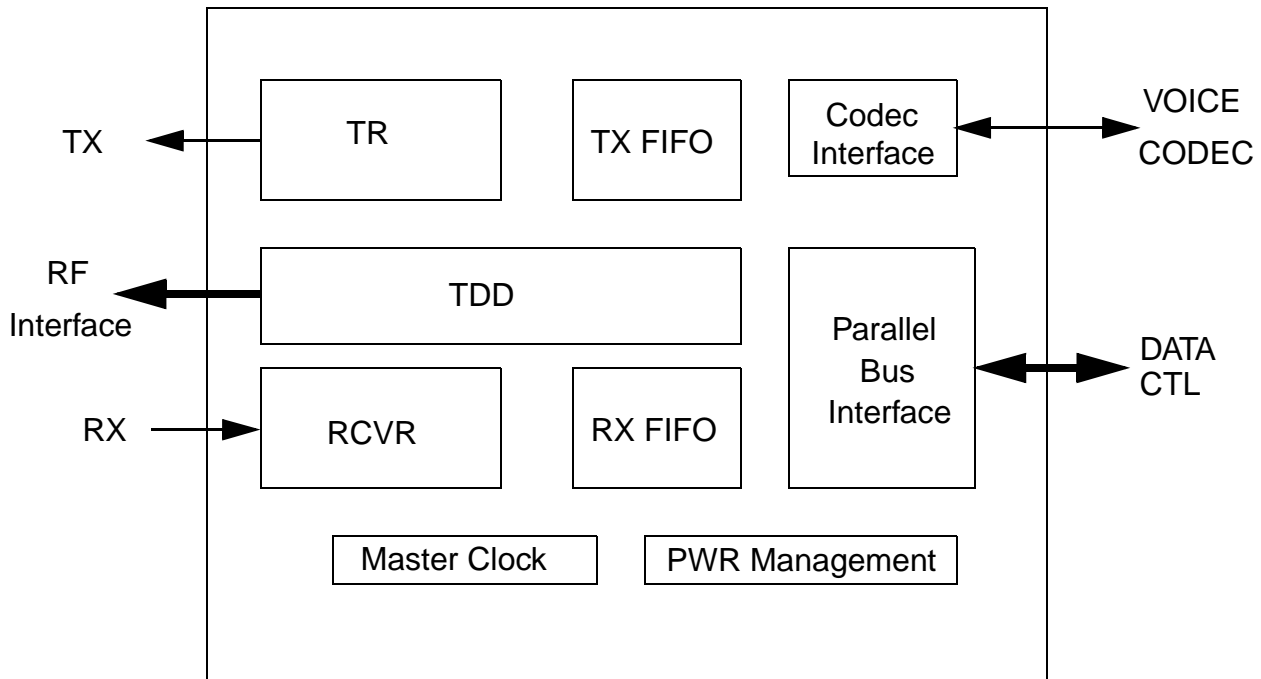 TX
TR
TX FIFO
Codec
Interface
VOICE
CODEC
RF
Interface
TDD
Parallel
Bus
Interface
DATA
CTL
RX
RCVR
RX FIFO
Master Clock
PWR Management